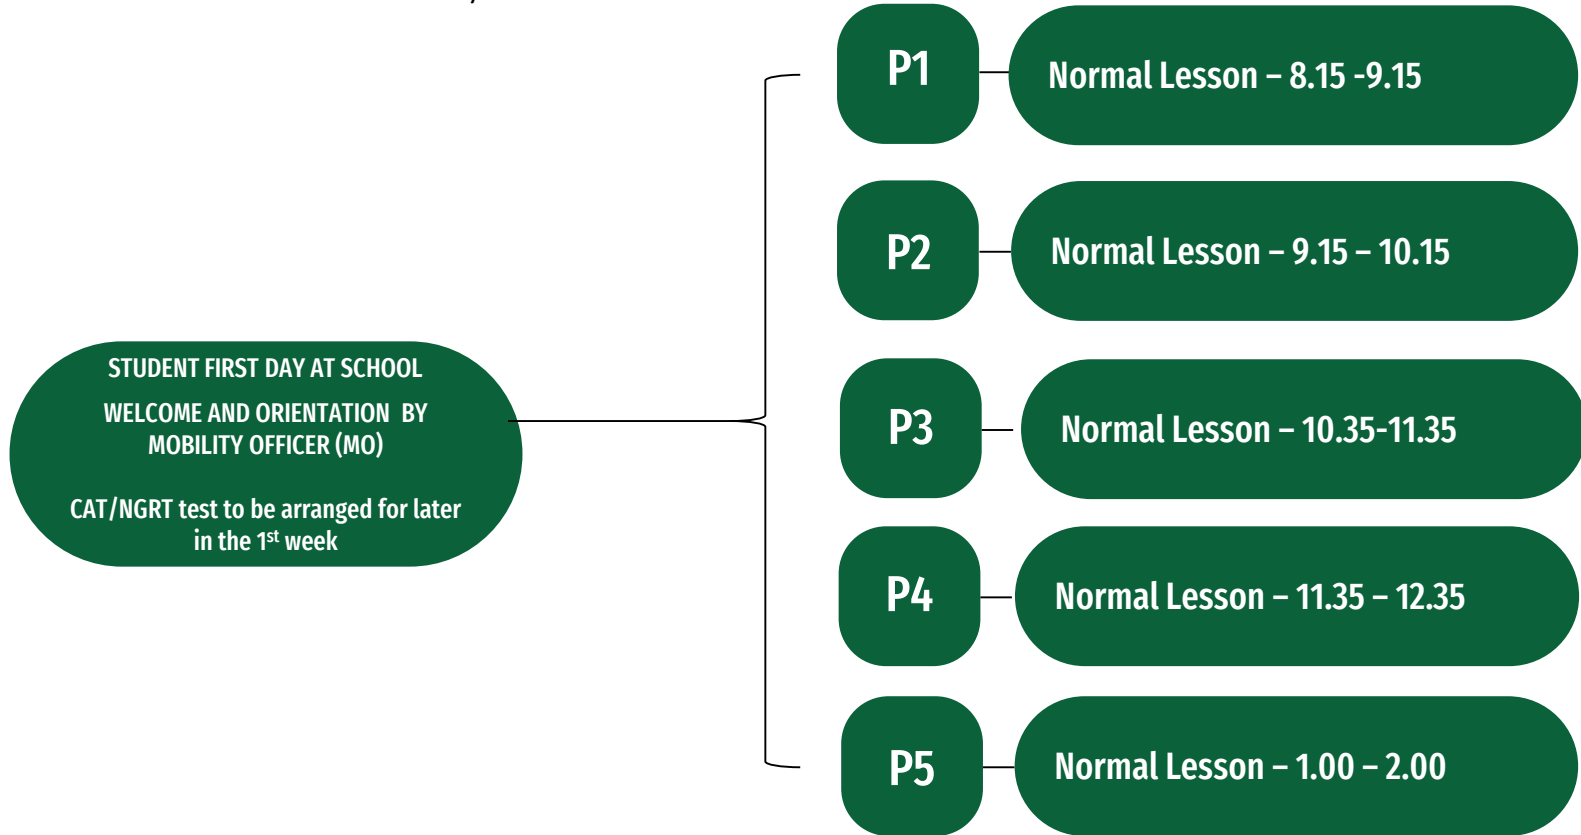 STUDENT FIRST DAY AT SCHOOL
WELCOME AND ORIENTATION BY
MOBILITY OFFICER (MO)
CAT/NGRT test to be arranged for later
in the 1st week
P1
Normal Lesson – 8.15 -9.15
P2
Normal Lesson – 9.15 – 10.15
P3
Normal Lesson – 10.35-11.35
P4
Normal Lesson – 11.35 – 12.35
P5
Normal Lesson – 1.00 – 2.00